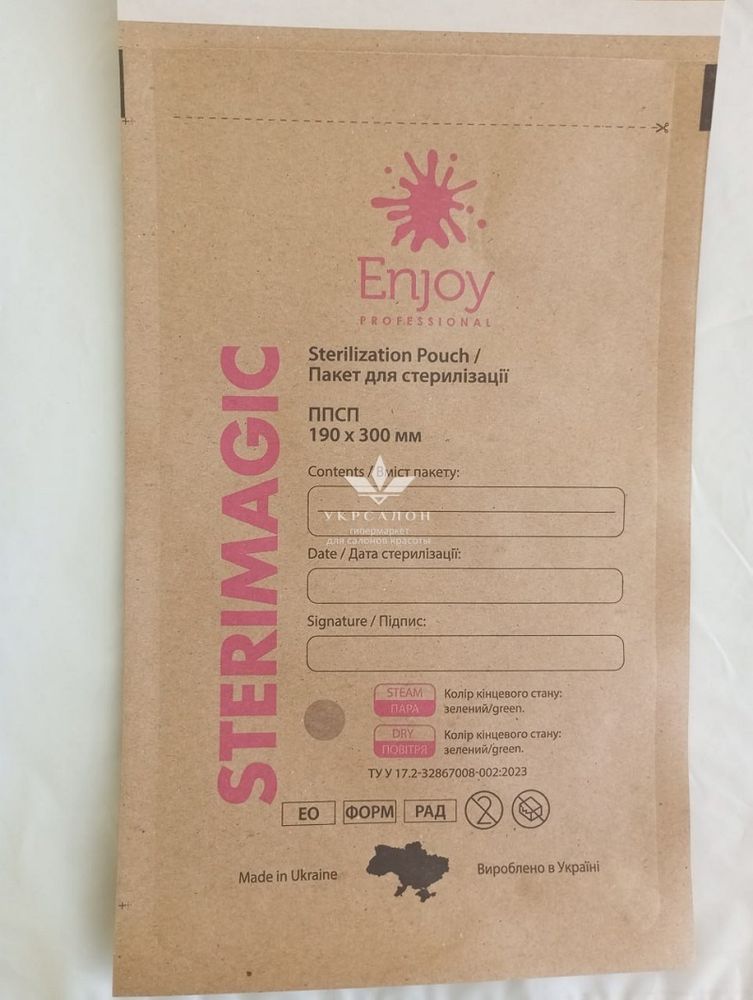 Enjoy
PROFESSIONAL
STERIMAGIC
Sterilization Pouch /
Пакет для стерилізації
ППСП
190 x 300 мм
Contents / Вміст пакету:
УКРСАЛОН
гипермаркет
для салонов красоты
Date / Дата стерилізації:
Signature / Підпис:
STEAM
ПАРА
Колір кінцевого стану:
зелений/green.
DRY
ПОВІТРЯ
Колір кінцевого стану:
зелений/green.
ТУ У 17.2-32867008-002:2023
ЕО ФОРМ РАД 2
Made in Ukraine
Вироблено в Україні